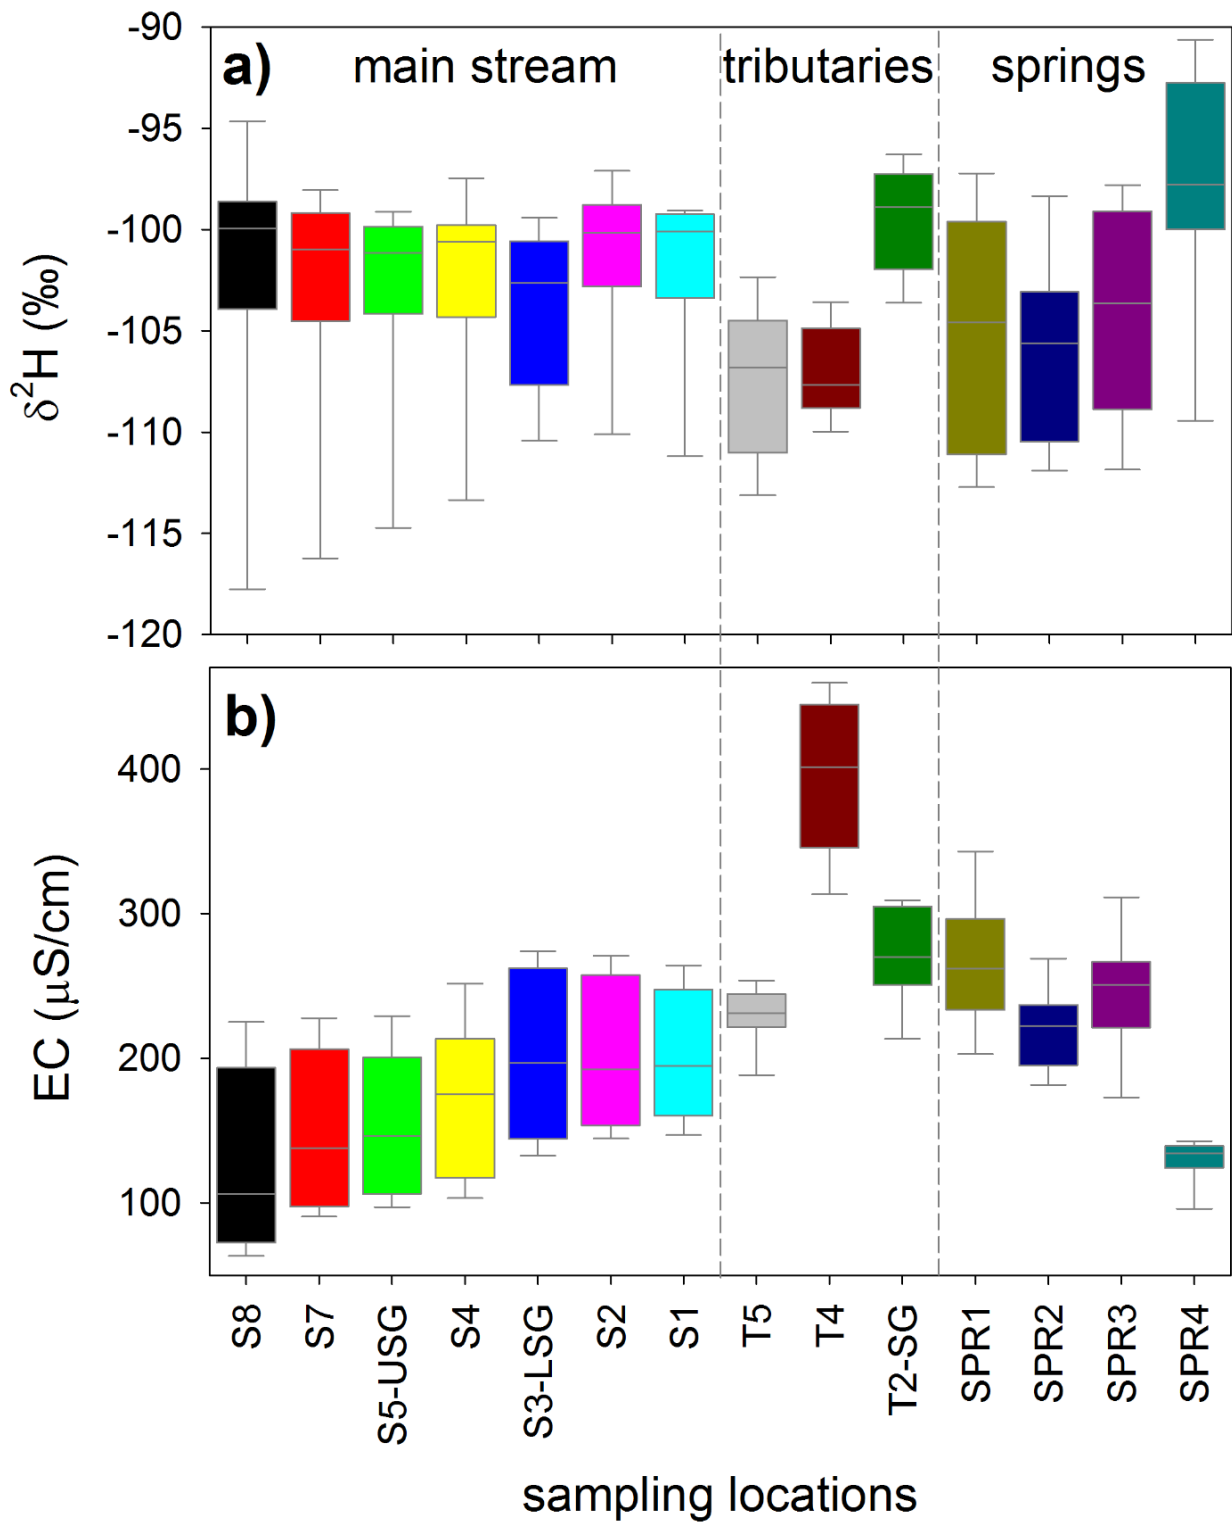 a) main stream tributaries springs
-90
-95
-100
-105
-110
-115
-120
δ²H (‰)
b)
400
300
200
100
EC (μS/cm)
S8 S7 S5-USG S4 S3-LSG S2 S1 T5 T4 T2-SG SPR1 SPR2 SPR3 SPR4
sampling locations